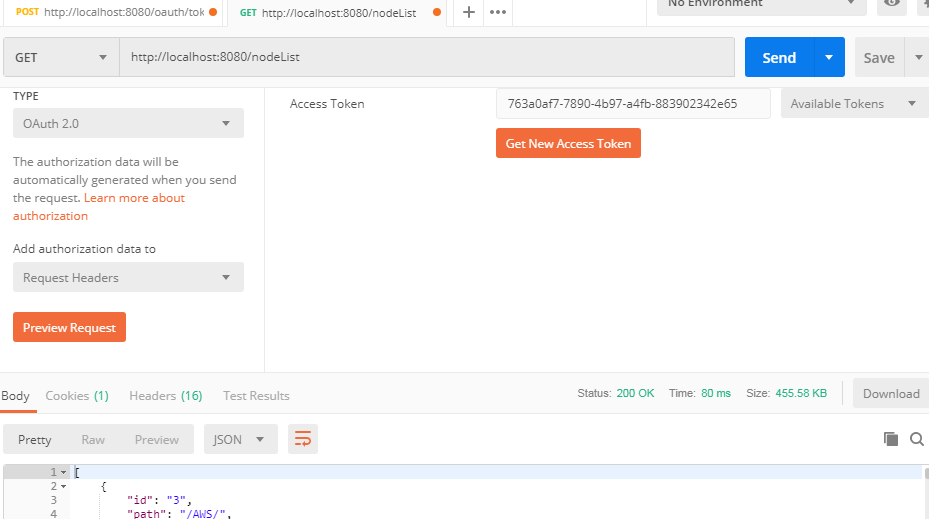 POST http://localhost:8080/oauth/tok
GET http://localhost:8080/nodeList
No Environment
GET
http://localhost:8080/nodeList
Send
Save
TYPE
OAuth 2.0
The authorization data will be
automatically generated when you send
the request. Learn more about
authorization
Add authorization data to
Request Headers
Preview Request
Access Token
763a0af7-7890-4b97-a4fb-883902342e65
Available Tokens
Get New Access Token
Body Cookies (1) Headers (16) Test Results
Status: 200 OK Time: 80 ms Size: 455.58 KB
Download
Pretty Raw Preview
JSON
1 [
2 {
3 "id": "3",
4 "path": "/AWS/",